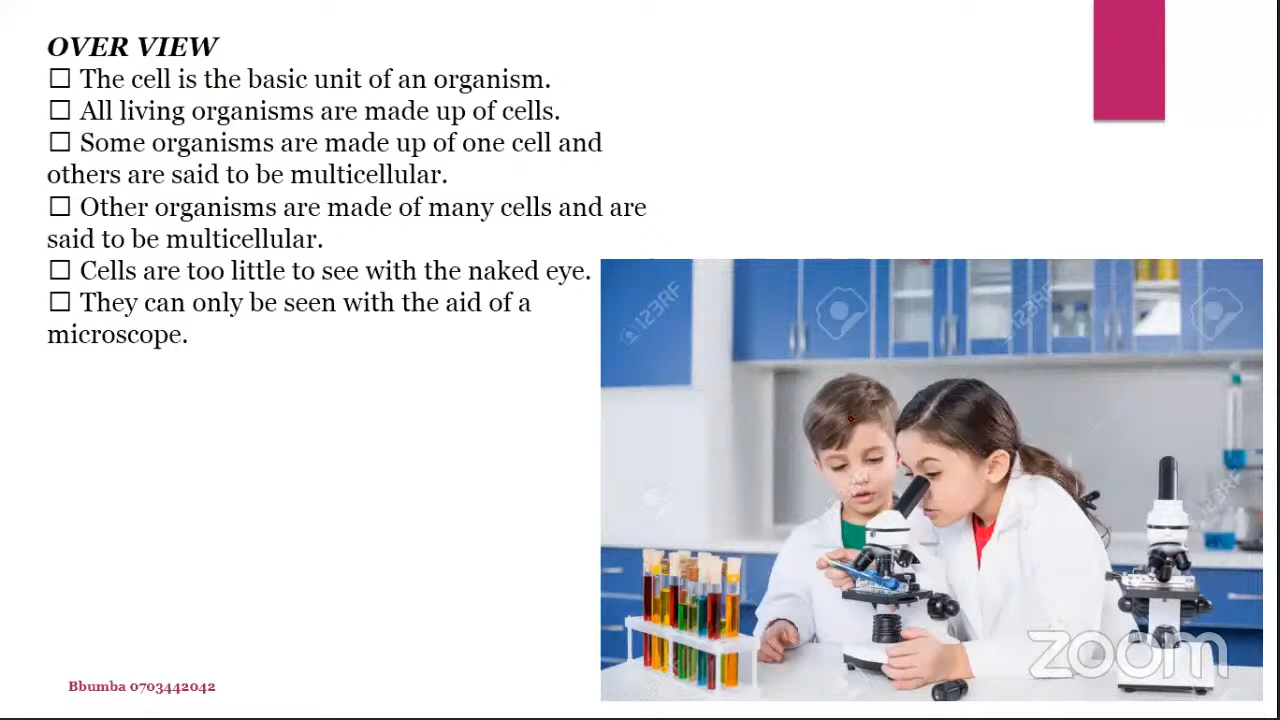 OVER VIEW
☐ The cell is the basic unit of an organism.
☐ All living organisms are made up of cells.
☐ Some organisms are made up of one cell and
others are said to be multicellular.
☐ Other organisms are made of many cells and are
said to be multicellular.
☐ Cells are too little to see with the naked eye.
☐ They can only be seen with the aid of a
microscope.
123RF
123RF
123RF
zoom
Bbumba 0703442042